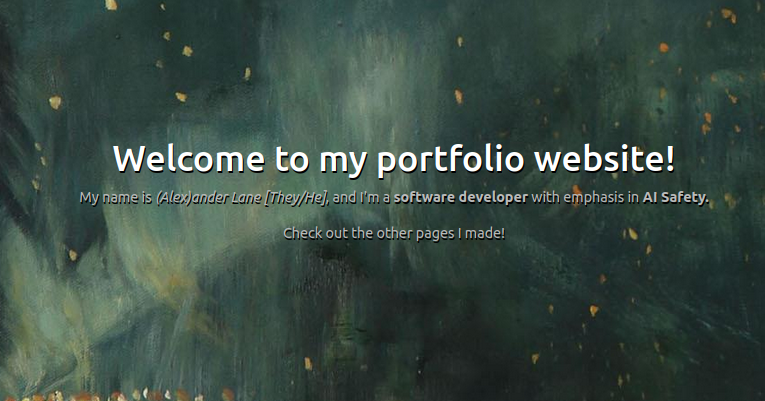 Welcome to my portfolio website!
My name is (Alex)ander Lane [They/He], and I'm a software developer with emphasis in AI Safety.
Check out the other pages I made!